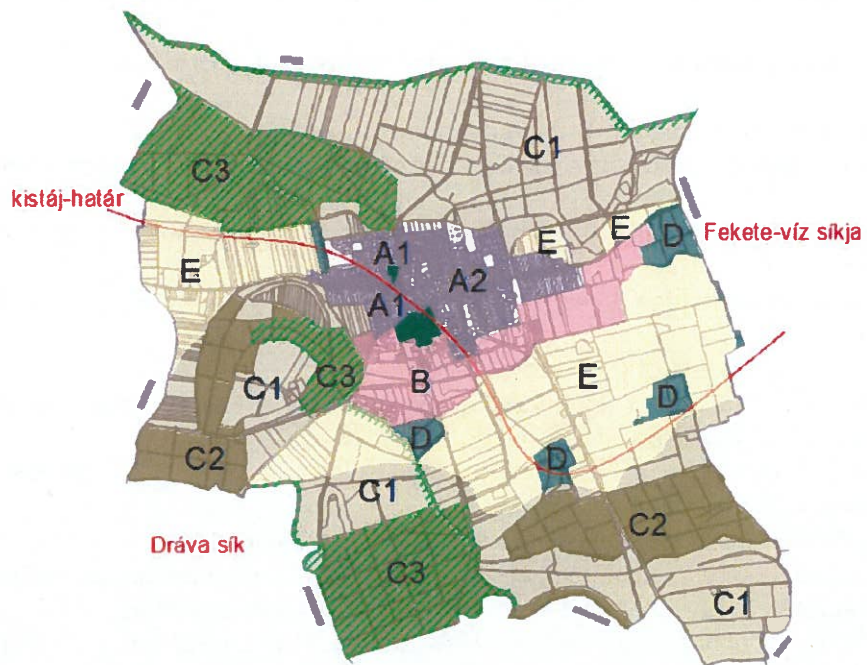 C1
C3
kistáj-határ
E
E
D
Fekete-víz síkja
A1
E
A2
A1
C1
C3
B
E
D
D
D
C2
C1
C2
Dráva sík
C3
C1